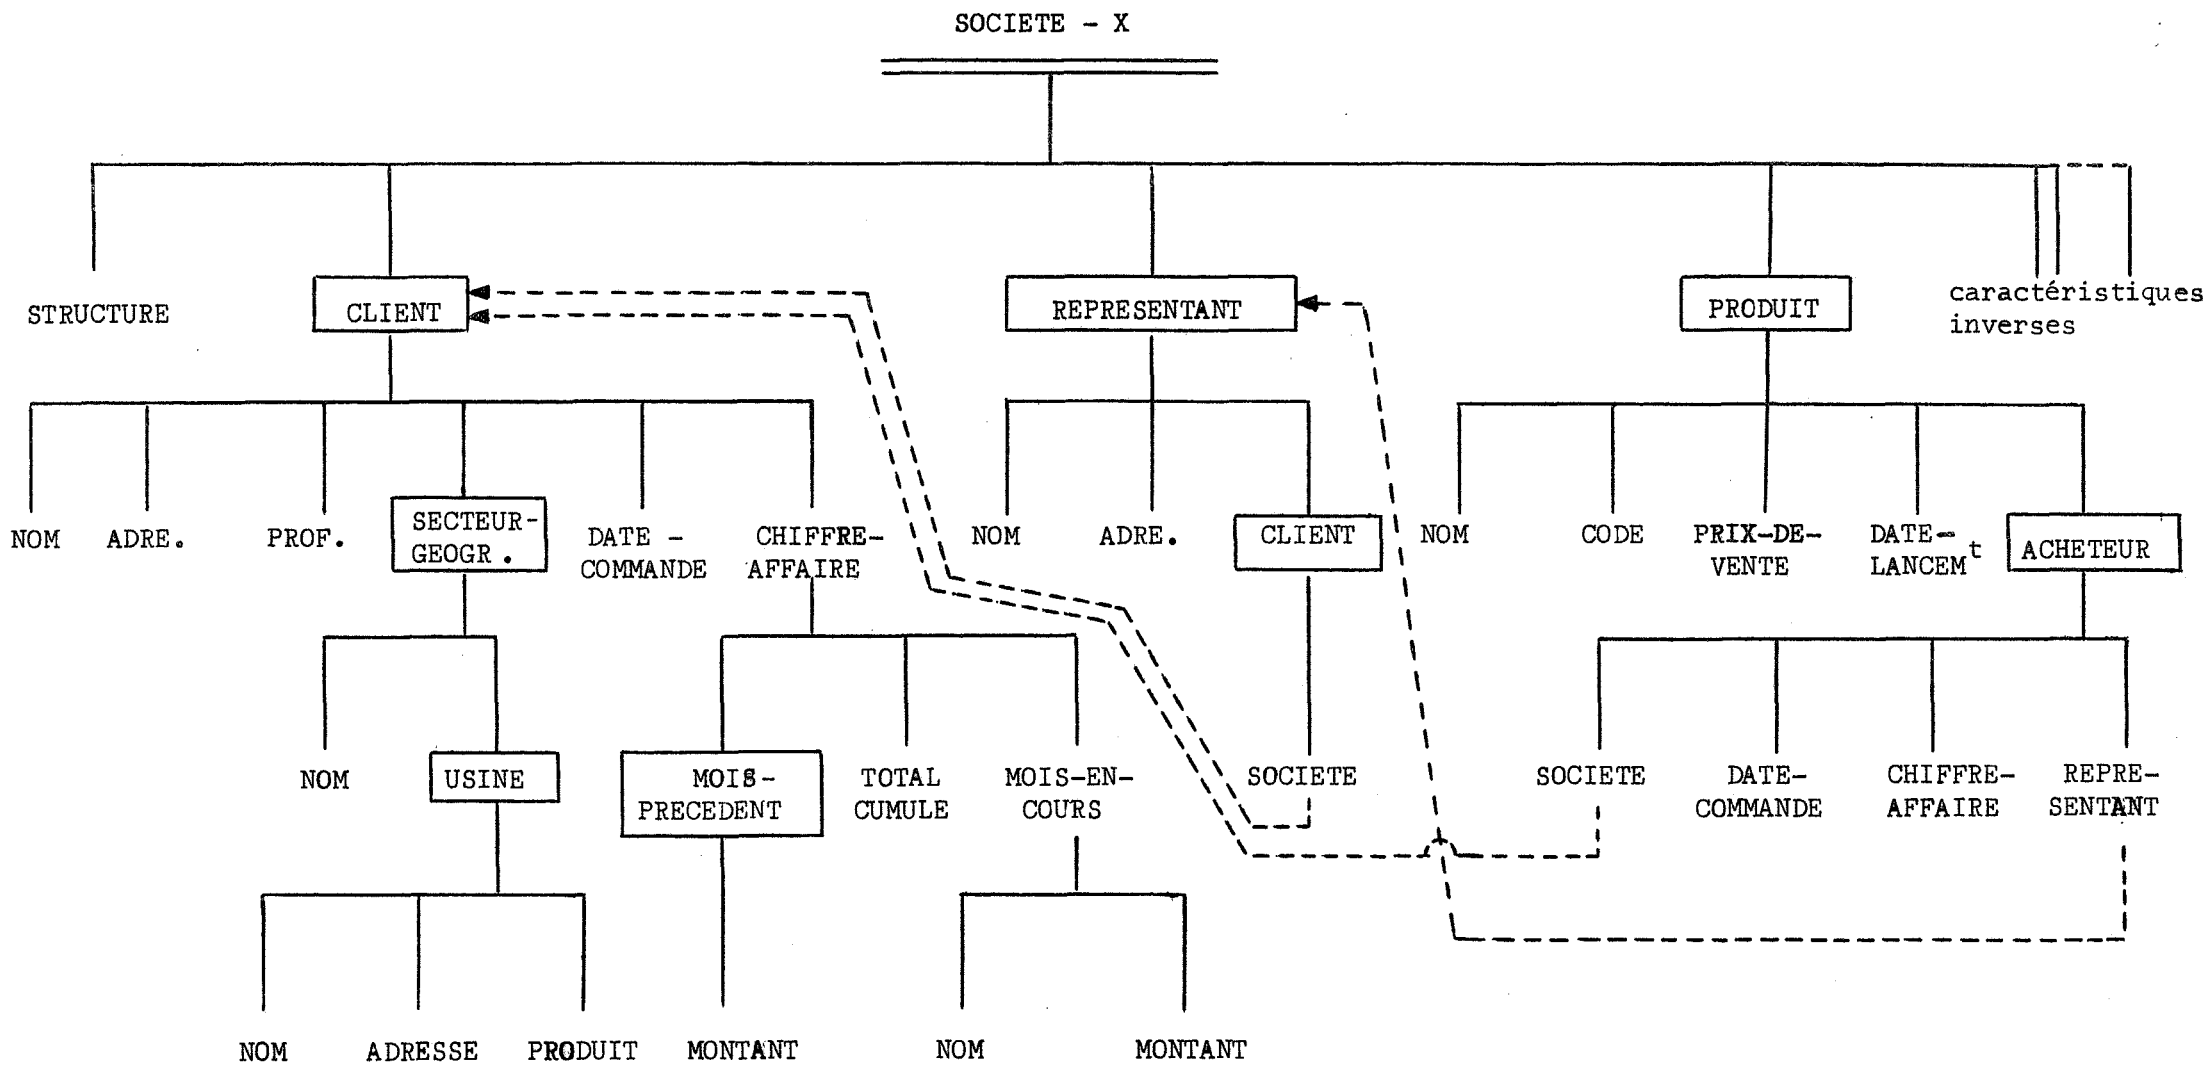 SOCIETE - X
STRUCTURE
CLIENT
REPRESENTANT
PRODUIT
caractéristiques
inverses
NOM
ADRE.
PROF.
SECTEUR-
GEOGR.
DATE -
COMMANDE
CHIFFRE-
AFFAIRE
NOM
ADRE.
CLIENT
NOM
CODE
PRIX-DE-
VENTE
DATE-
LANCEMt
ACHETEUR
NOM
USINE
MOIS-
PRECEDENT
TOTAL
CUMULE
MOIS-EN-
COURS
SOCIETE
SOCIETE
DATE-
COMMANDE
CHIFFRE-
AFFAIRE
REPRE-
SENTANT
NOM
ADRESSE
PRODUIT
MONTANT
NOM
MONTANT